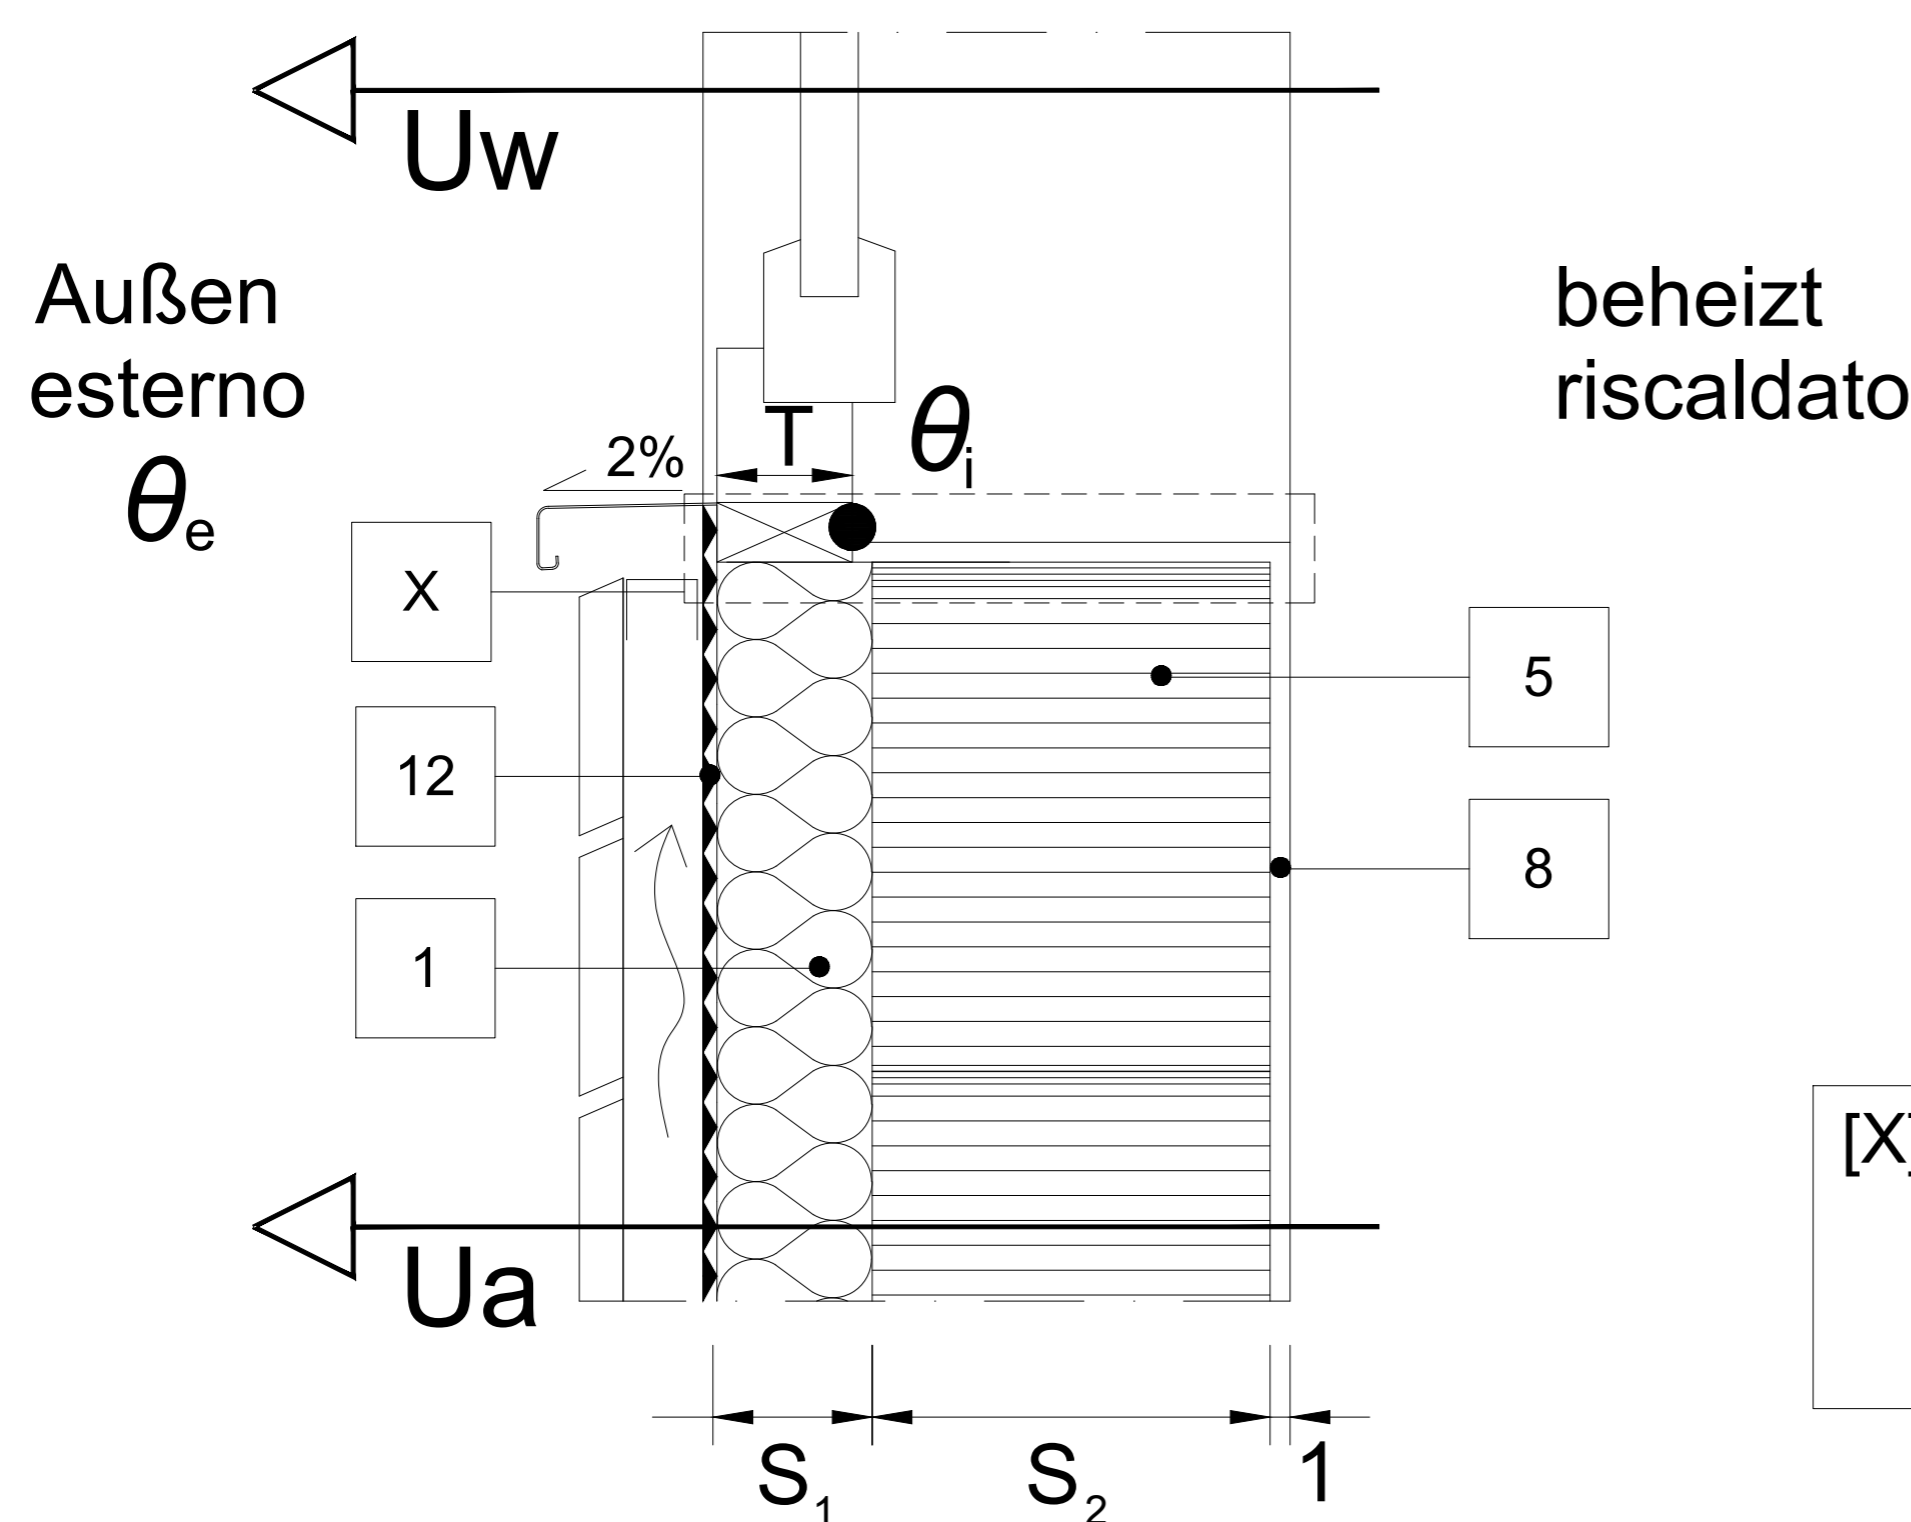 Uw
Außen
esterno
θe
beheizt
riscaldato
T
θi
2%
X
5
12
8
1
[X]
Ua
S1
S2
1